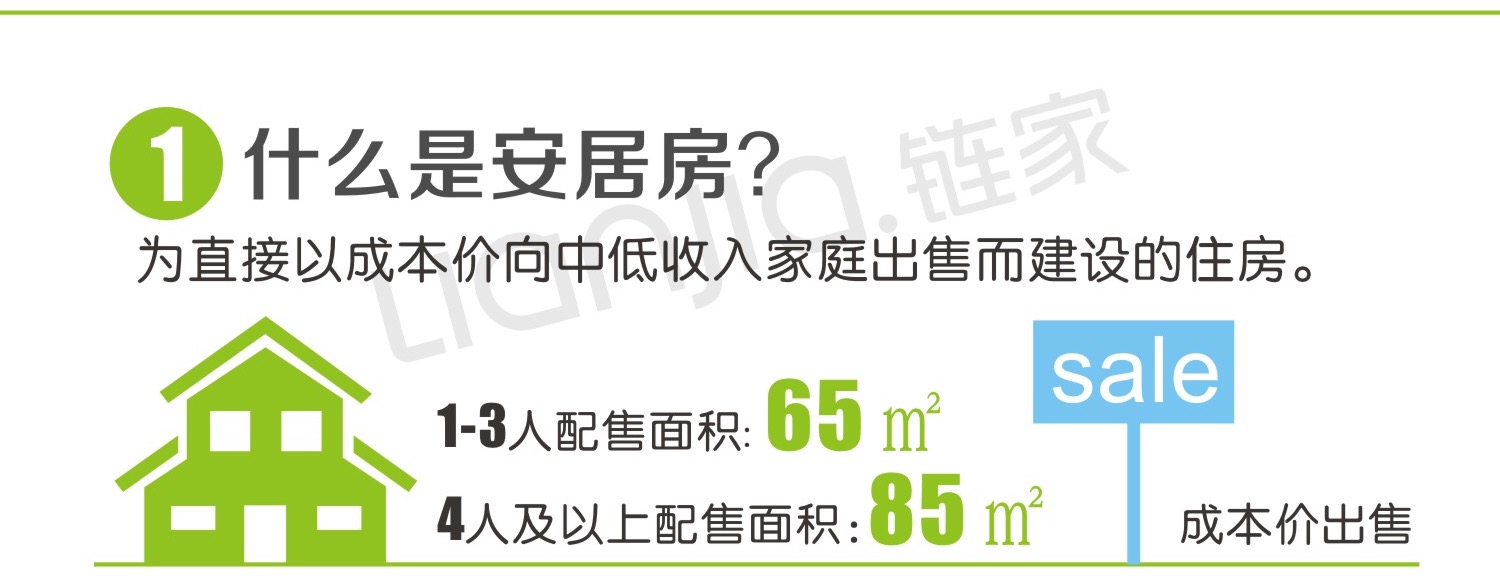 1 什么是安居房?
lianjia.链家
为直接以成本价向中低收入家庭出售而建设的住房。
sale
1-3人配售面积: 65 m²
4人及以上配售面积: 85 m²
成本价出售